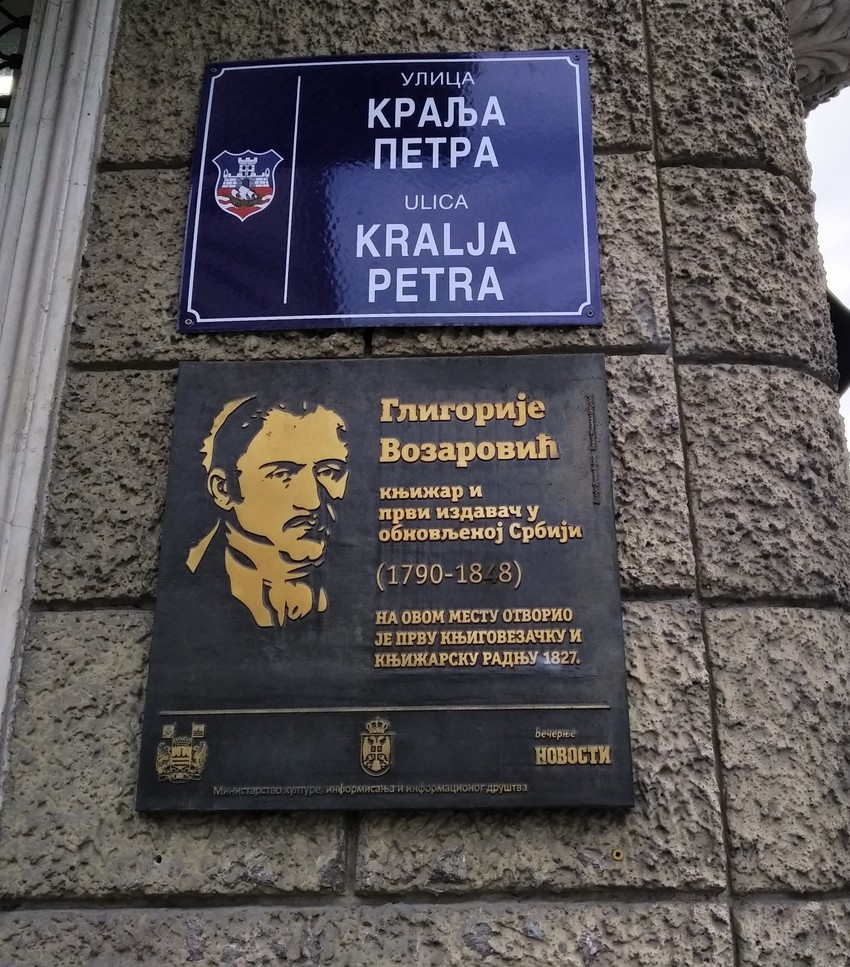 УЛИЦА
КРАЉА
ПЕТРА
ULICA
KRALJA
PETRA
Глигорије
Возаровић
књижар и
први издавач у
обновљеној Србији
(1790-1848)
НА ОВОМ МЕСТУ ОТВОРИО
ЈЕ ПРВУ КЊИГОВЕЗАЧКУ И
КЊИЖАРСКУ РАДЊУ 1827.
Вечерње
НОВОСТИ
Министарство културе, информисања и информационог друштва